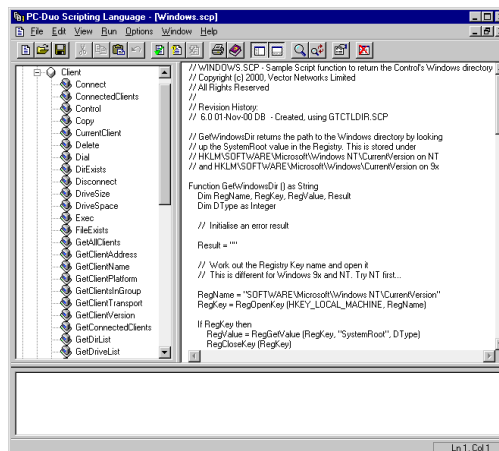 PC-Duo Scripting Language - [Windows.scp]
File Edit View Run Options Window Help
Client
Connect
ConnectedClients
Control
Copy
CurrentClient
Delete
Dial
DirExists
Disconnect
DriveSize
DriveSpace
Exec
FileExists
GetAllClients
GetClientAddress
GetClientName
GetClientPlatform
GetClientsInGroup
GetClientTransport
GetClientVersion
GetConnectedClients
GetDirList
GetDriveList
// WINDOWS.SCP - Sample Script function to return the Control's Windows directory
// Copyright (c) 2000, Vector Networks Limited
// All Rights Reserved
//
// Revision History:
// 6.0 01-Nov-00 DB - Created, using GTCTLDIR.SCP
// GetWindowsDir returns the path to the Windows directory by looking
// up the SystemRoot value in the Registry. This is stored under
// HKLM\SOFTWARE\Microsoft\Windows NT\CurrentVersion on NT
// and HKLM\SOFTWARE\Microsoft\Windows\CurrentVersion on 9x
Function GetWindowsDir () as String
Dim RegName, RegKey, RegValue, Result
Dim DType as Integer
// Initialise an error result
Result = ""
// Work out the Registry Key name and open it
// This is different for Windows 9x and NT. Try NT first...
RegName = "SOFTWARE\Microsoft\Windows NT\CurrentVersion"
RegKey = RegOpenKey (HKEY_LOCAL_MACHINE, RegName)
If RegKey then
RegValue = RegGetValue (RegKey, "SystemRoot", DType)
RegCloseKey (RegKey)
Ln 1, Col 1